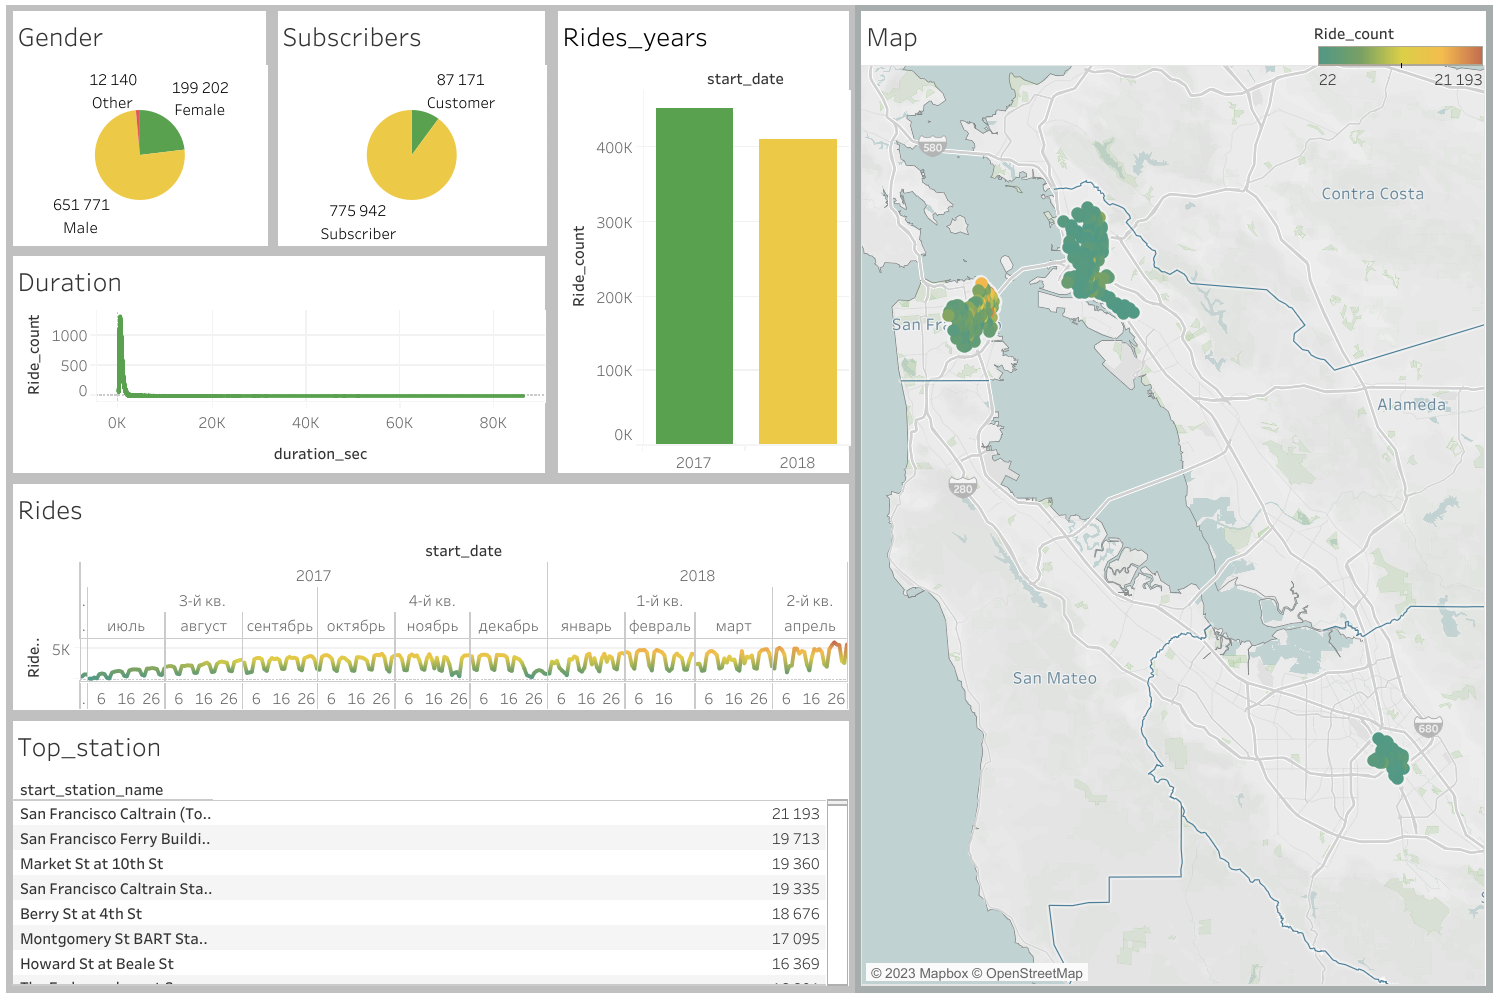 Gender
12 140
Other
199 202
Female
651 771
Male
Subscribers
87 171
Customer
775 942
Subscriber
Rides_years
start_date
Ride_count
400K
300K
200K
100K
0K
2017
2018
Duration
Ride_count
1000
500
0
0K
20K
40K
60K
80K
duration_sec
Rides
start_date
2017
2018
3-й кв.
4-й кв.
1-й кв.
2-й кв.
июль
август
сентябрь
октябрь
ноябрь
декабрь
январь
февраль
март
апрель
Ride..
5K
6 16 26 6 16 26 6 16 26 6 16 26 6 16 26 6 16 26 6 16 26 6 16 6 16 26 6 16 26
Top_station
start_station_name
San Francisco Caltrain (To.. 21 193
San Francisco Ferry Buildi.. 19 713
Market St at 10th St 19 360
San Francisco Caltrain Sta.. 19 335
Berry St at 4th St 18 676
Montgomery St BART Sta.. 17 095
Howard St at Beale St 16 369
Map
Ride_count
22
21 193
580
Contra Costa
San Fra
Alameda
280
San Mateo
680
© 2023 Mapbox © OpenStreetMap